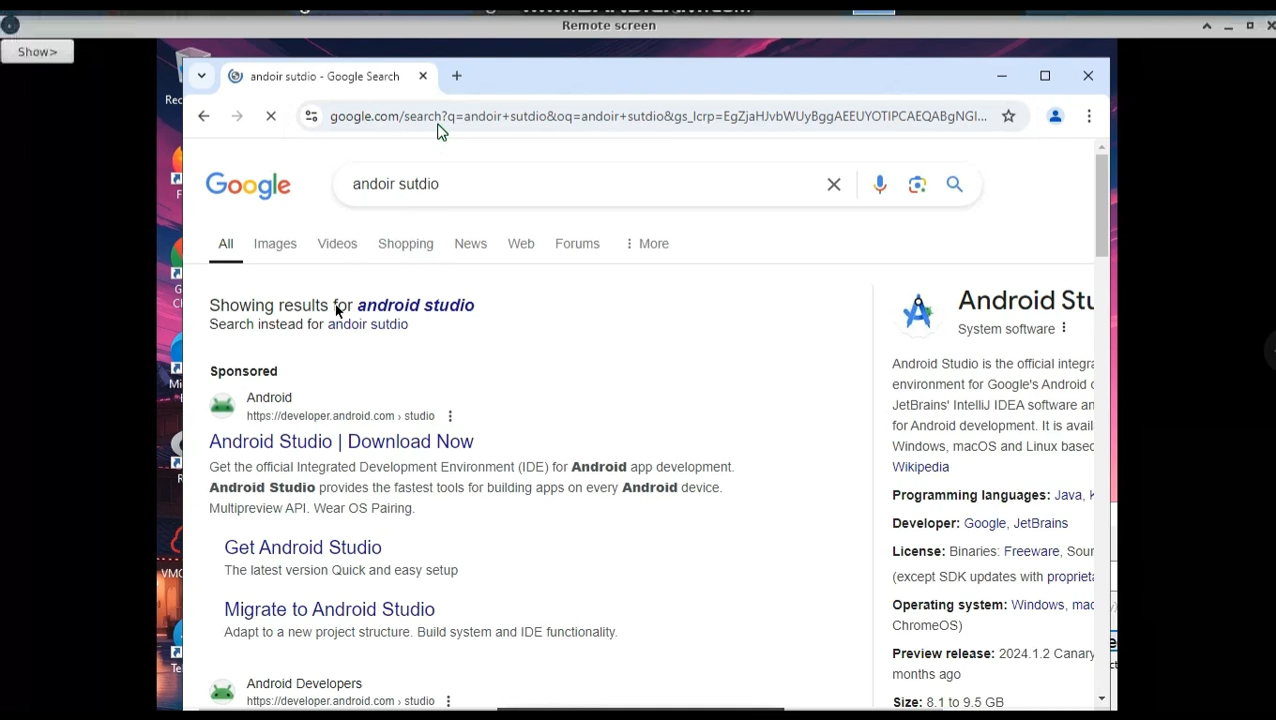 Remote screen
Show>
andoir sutdio - Google Search
google.com/search?q=andoir+sutdio&oq=andoir+sutdio&gs_lcrp=EgZjaHJvbWUyBggAEEUYOTIPCAEQABgNGI...
Google
andoir sutdio
All
Images
Videos
Shopping
News
Web
Forums
More
Showing results for android studio
Search instead for andoir sutdio
Sponsored
Android
https://developer.android.com › studio
Android Studio | Download Now
Get the official Integrated Development Environment (IDE) for Android app development.
Android Studio provides the fastest tools for building apps on every Android device.
Multipreview API. Wear OS Pairing.
Get Android Studio
The latest version Quick and easy setup
Migrate to Android Studio
Adapt to a new project structure. Build system and IDE functionality.
Android Developers
https://developer.android.com › studio
Android Stu
System software
Android Studio is the official integra
environment for Google's Android o
JetBrains' IntelliJ IDEA software an
for Android development. It is avail
Windows, macOS and Linux based
Wikipedia
Programming languages: Java, K
Developer: Google, JetBrains
License: Binaries: Freeware, Sour
(except SDK updates with proprieta
Operating system: Windows, mac
ChromeOS)
Preview release: 2024.1.2 Canary
months ago
Size: 8.1 to 9.5 GB